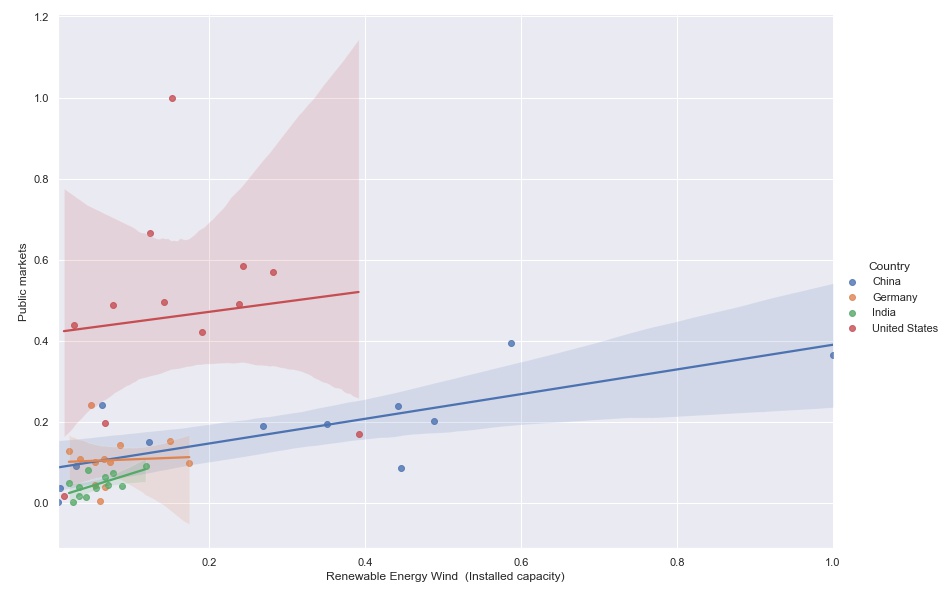 1.2
1.0
0.8
0.6
0.4
0.2
0.0
Public markets
0.2
0.4
0.6
0.8
1.0
Renewable Energy Wind  (Installed capacity)
Country
China
Germany
India
United States